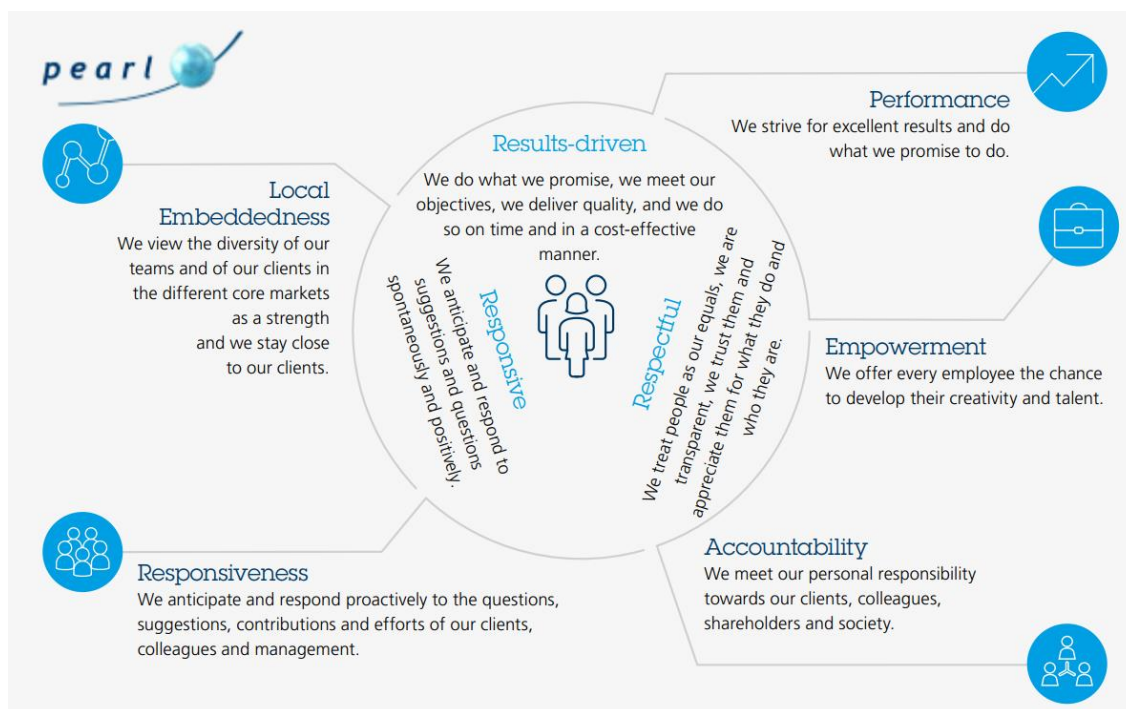 pearl
Performance
We strive for excellent results and do
what we promise to do.
Results-driven
We do what we promise, we meet our
objectives, we deliver quality, and we do
so on time and in a cost-effective
manner.
Local
Embeddedness
We view the diversity of our
teams and of our clients in
the different core markets
as a strength
and we stay close
to our clients.
Responsive
We anticipate and respond to
suggestions and questions
spontaneously and positively.
Respectful
We treat people as our equals, we are
transparent, we trust them and
appreciate them for what they do and
who they are.
Empowerment
We offer every employee the chance
to develop their creativity and talent.
Responsiveness
We anticipate and respond proactively to the questions,
suggestions, contributions and efforts of our clients,
colleagues and management.
Accountability
We meet our personal responsibility
towards our clients, colleagues,
shareholders and society.